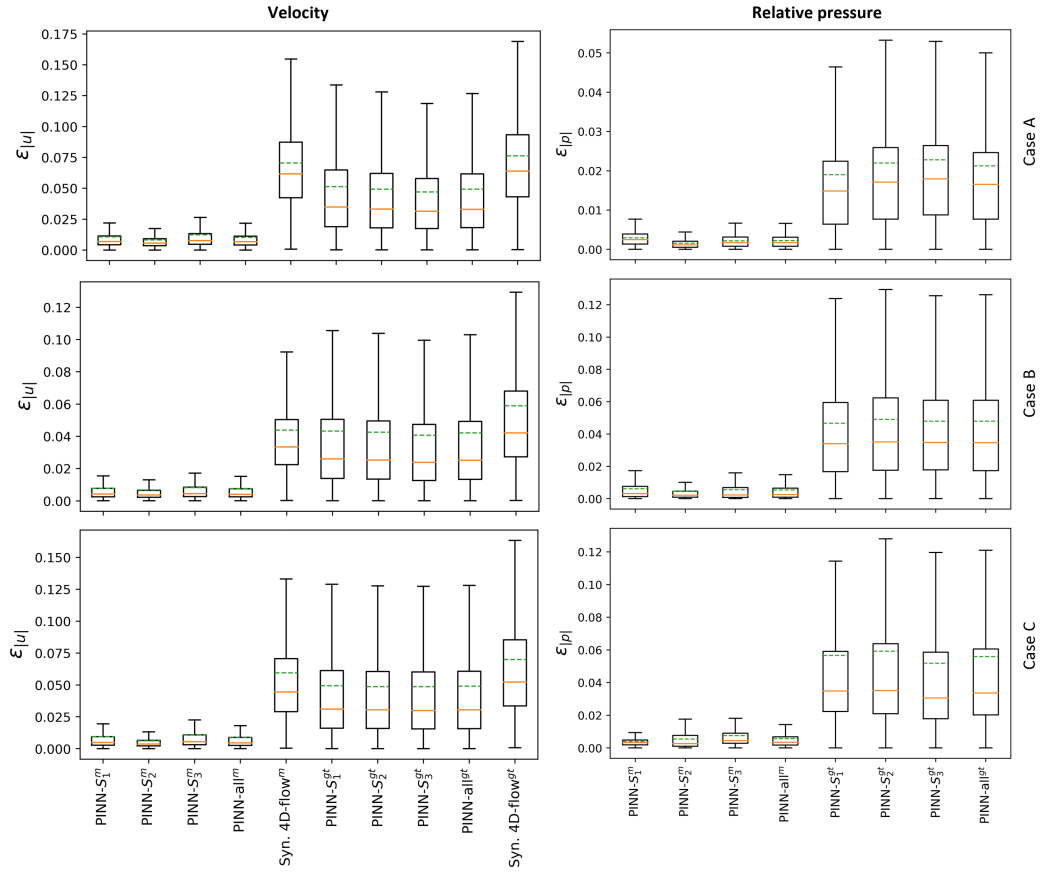 Velocity
Relative pressure
0.175
0.150
0.125
0.100
0.075
0.050
0.025
0.000
ε|u|
0.05
0.04
0.03
0.02
0.01
0.00
ε|p|
Case A
0.12
0.10
0.08
0.06
0.04
0.02
0.00
ε|u|
0.12
0.10
0.08
0.06
0.04
0.02
0.00
ε|p|
Case B
0.150
0.125
0.100
0.075
0.050
0.025
0.000
ε|u|
0.12
0.10
0.08
0.06
0.04
0.02
0.00
ε|p|
Case C
PINN-S₁ᵐ
PINN-S₂ᵐ
PINN-S₃ᵐ
PINN-allᵐ
Syn. 4D-flowᵐ
PINN-S₁ᵍᵗ
PINN-S₂ᵍᵗ
PINN-S₃ᵍᵗ
PINN-allᵍᵗ
Syn. 4D-flowᵍᵗ
PINN-S₁ᵐ
PINN-S₂ᵐ
PINN-S₃ᵐ
PINN-allᵐ
PINN-S₁ᵍᵗ
PINN-S₂ᵍᵗ
PINN-S₃ᵍᵗ
PINN-allᵍᵗ